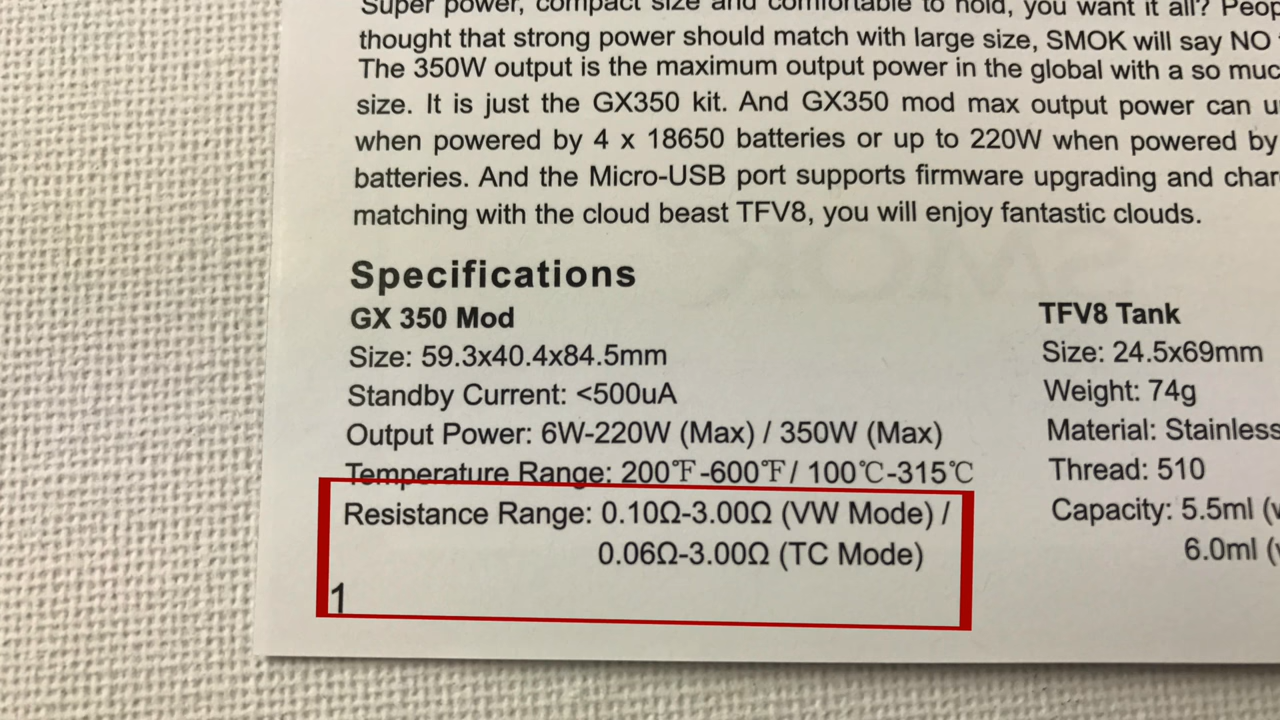 Super power, compact size and comfortable to hold, you want it all?
thought that strong power should match with large size, SMOK will say NO
The 350W output is the maximum output power in the global with a so
size. It is just the GX350 kit. And GX350 mod max output power can
when powered by 4 x 18650 batteries or up to 220W when powered by
batteries. And the Micro-USB port supports firmware upgrading and
matching with the cloud beast TFV8, you will enjoy fantastic clouds.
Specifications
GX 350 Mod
Size: 59.3x40.4x84.5mm
Standby Current: <500uA
Output Power: 6W-220W (Max) / 350W (Max)
Temperature Range: 200℉-600℉/ 100℃-315℃
Resistance Range: 0.10Ω-3.00Ω (VW Mode) /
0.06Ω-3.00Ω (TC Mode)
1
TFV8 Tank
Size: 24.5x69mm
Weight: 74g
Material: Stainless
Thread: 510
Capacity: 5.5ml
6.0ml